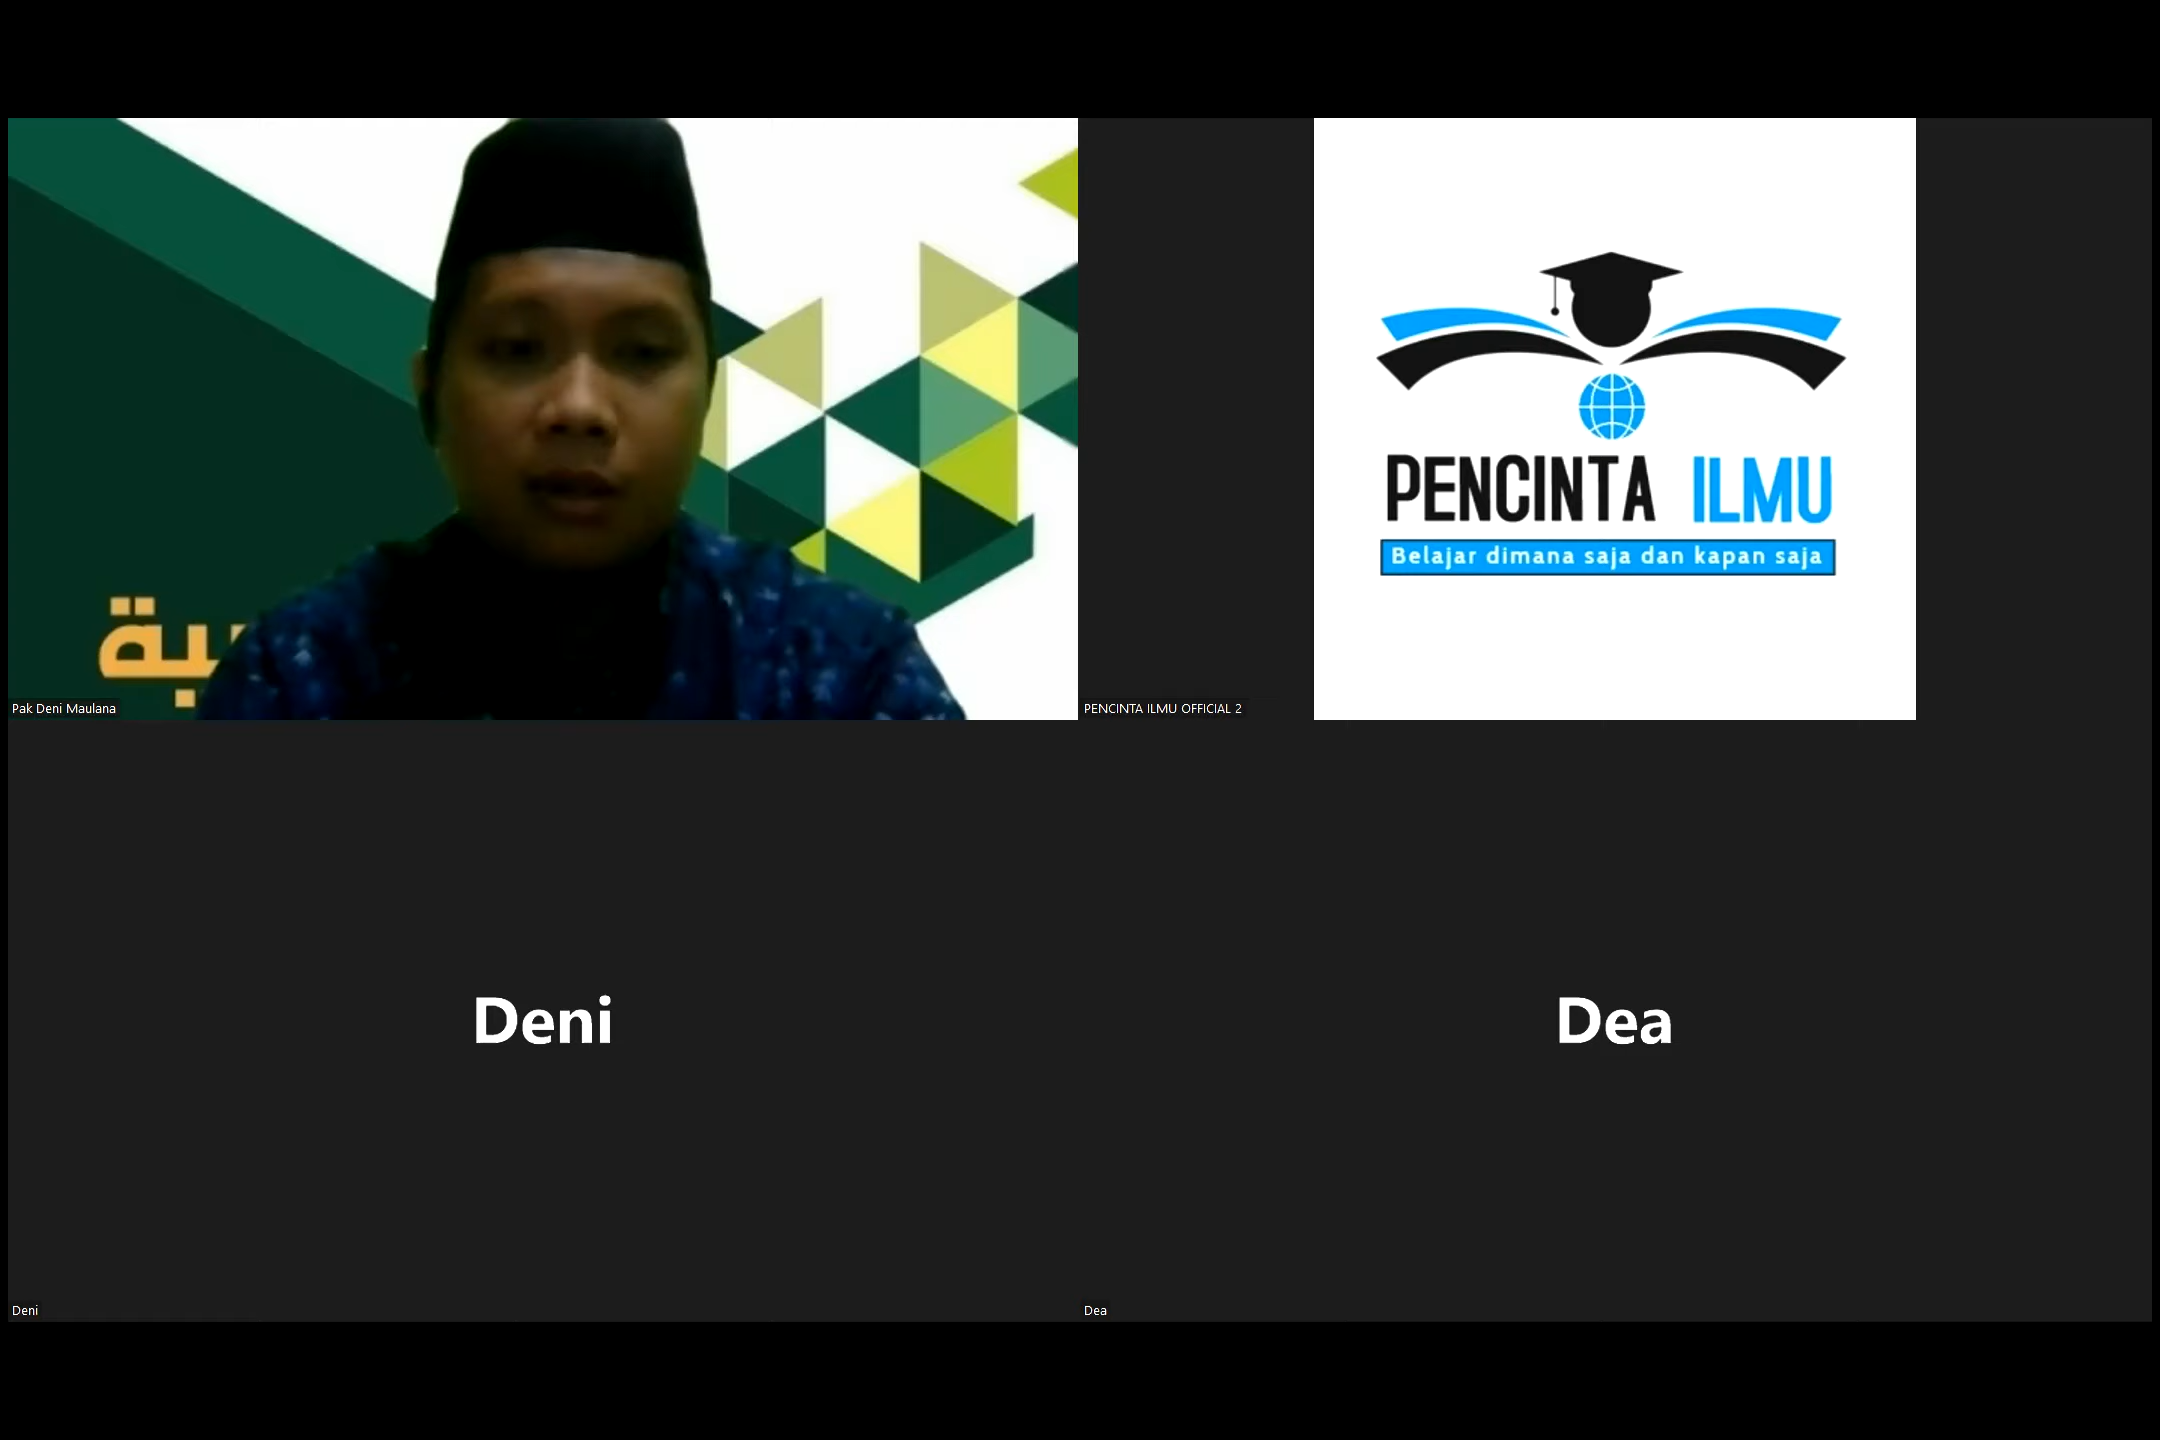 Pak Deni Maulana
PENCINTA ILMU
Belajar dimana saja dan kapan saja
PENCINTA ILMU OFFICIAL 2
Deni
Dea
Deni
Dea